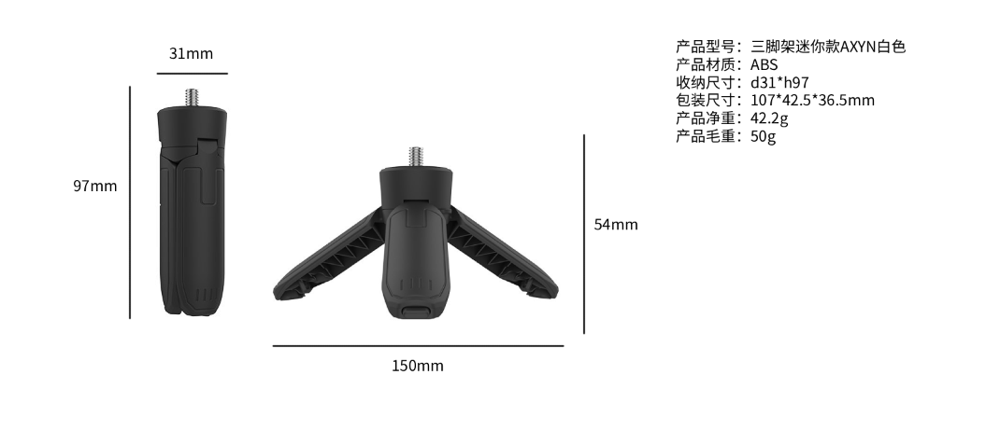 31mm
97mm
54mm
150mm
产品型号：三脚架迷你款AXYN白色
产品材质：ABS
收纳尺寸：d31*h97
包装尺寸：107*42.5*36.5mm
产品净重：42.2g
产品毛重：50g